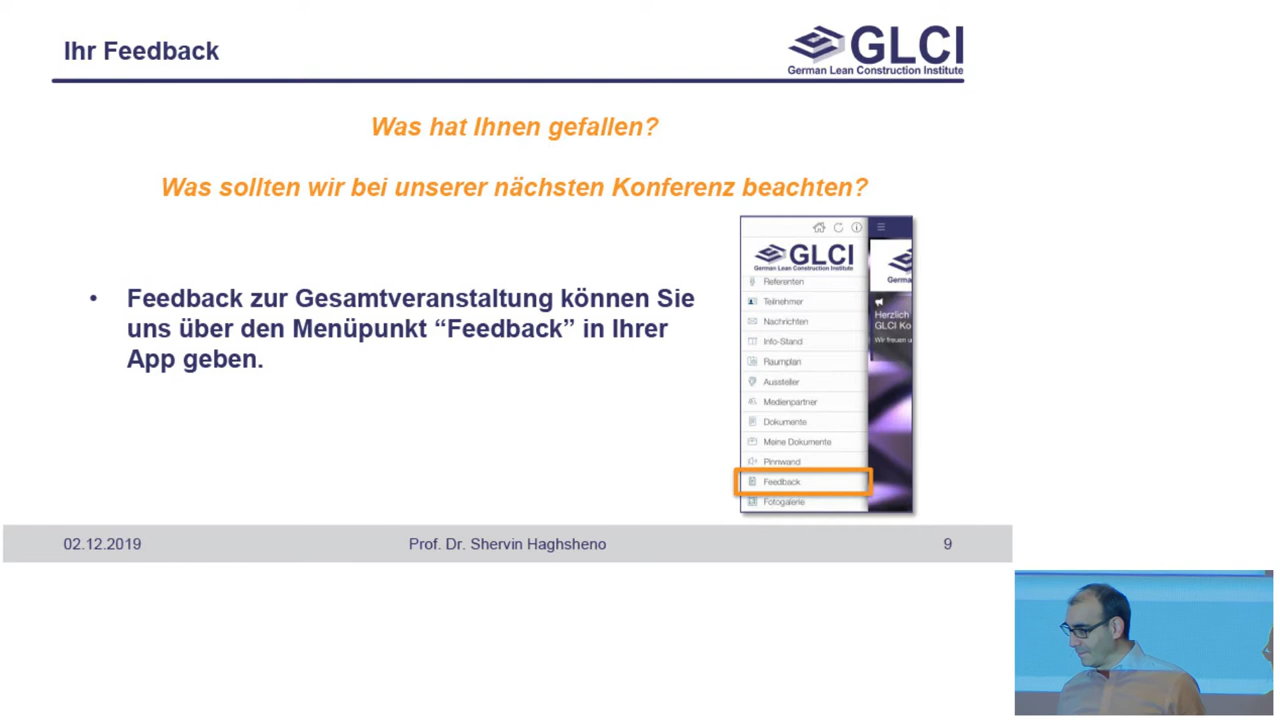 Ihr Feedback
GLCI
German Lean Construction Institute
Was hat Ihnen gefallen?
Was sollten wir bei unserer nächsten Konferenz beachten?
• Feedback zur Gesamtveranstaltung können Sie
uns über den Menüpunkt “Feedback” in Ihrer
App geben.
GLCI
German Lean Construction Institute
Referenten
Teilnehmer
Nachrichten
Info-Stand
Raumplan
Aussteller
Medienpartner
Dokumente
Meine Dokumente
Pinnwand
Feedback
Fotogalerie
Germa
Herzlich
GLCI Ko
Wir freuen u
02.12.2019
Prof. Dr. Shervin Haghsheno
9